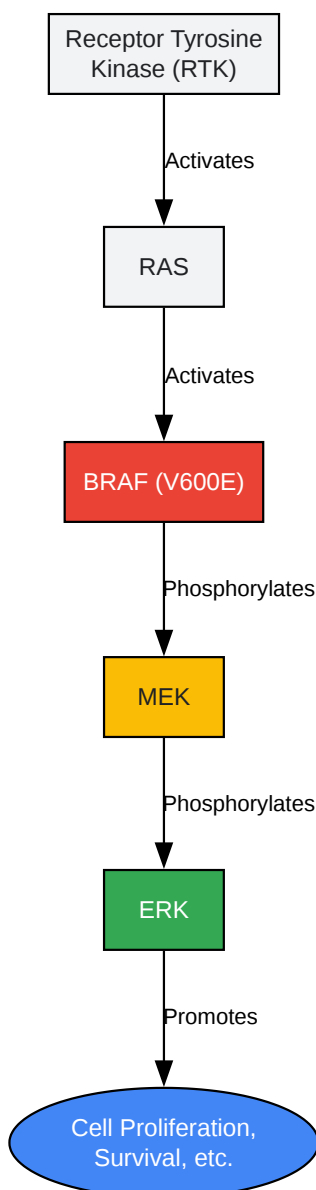 Receptor Tyrosine
Kinase (RTK)
Activates
RAS
Activates
BRAF (V600E)
Phosphorylates
MEK
Phosphorylates
ERK
Promotes
Cell Proliferation,
Survival, etc.